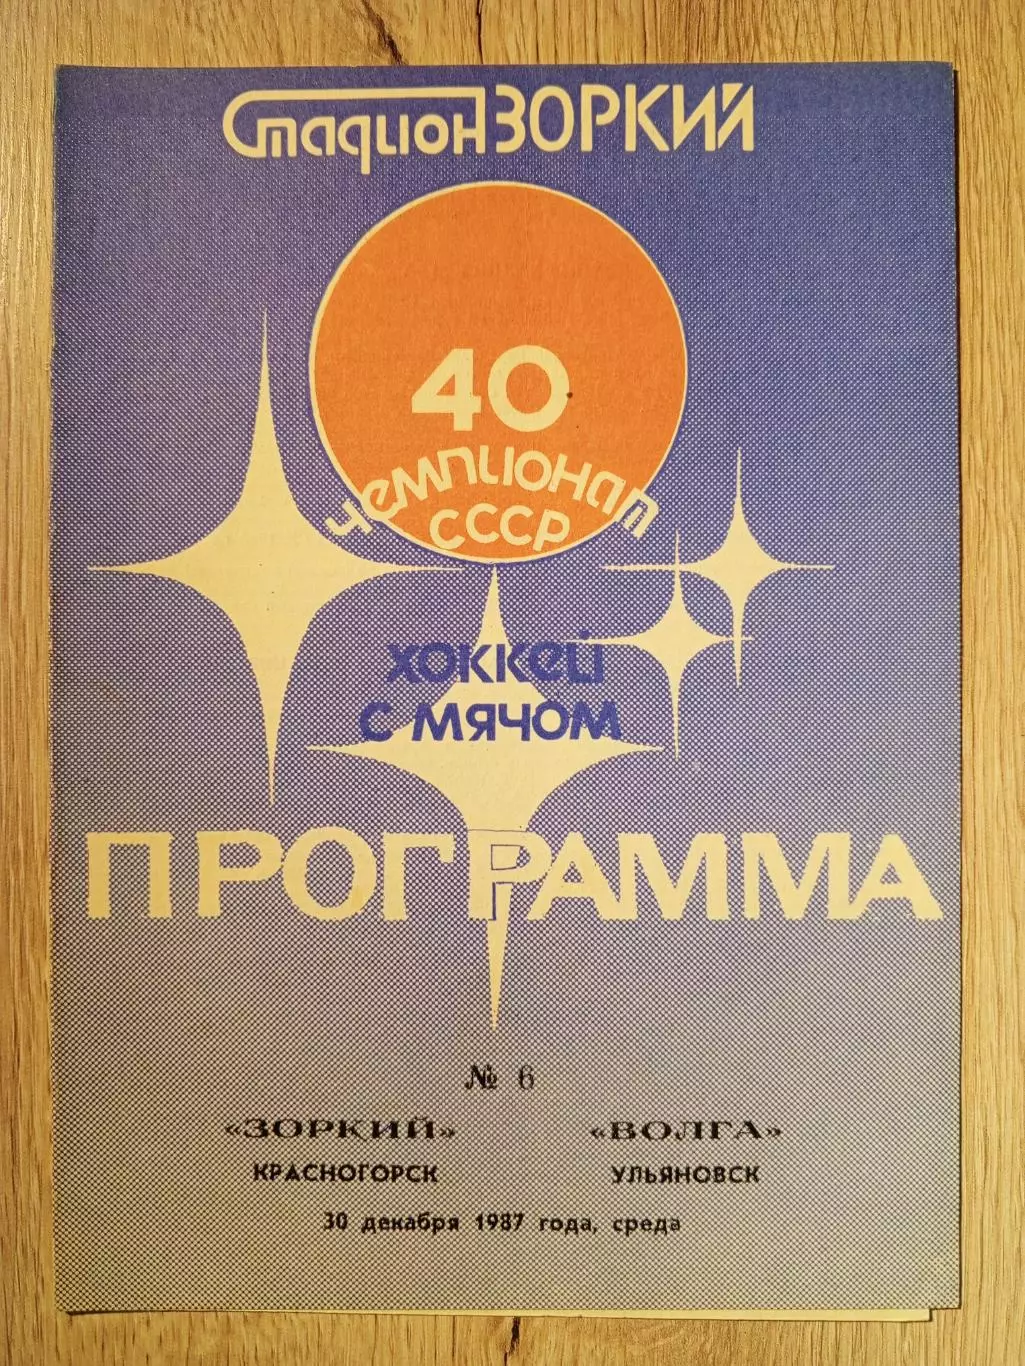 Стадион ЗОРКИЙ
40
ЧЕМПИОНАТ
СССР
ХОККЕЙ
С МЯЧОМ
ПРОГРАММА
№ 6
«ЗОРКИЙ» «ВОЛГА»
КРАСНОГОРСК УЛЬЯНОВСК
30 декабря 1987 года, среда